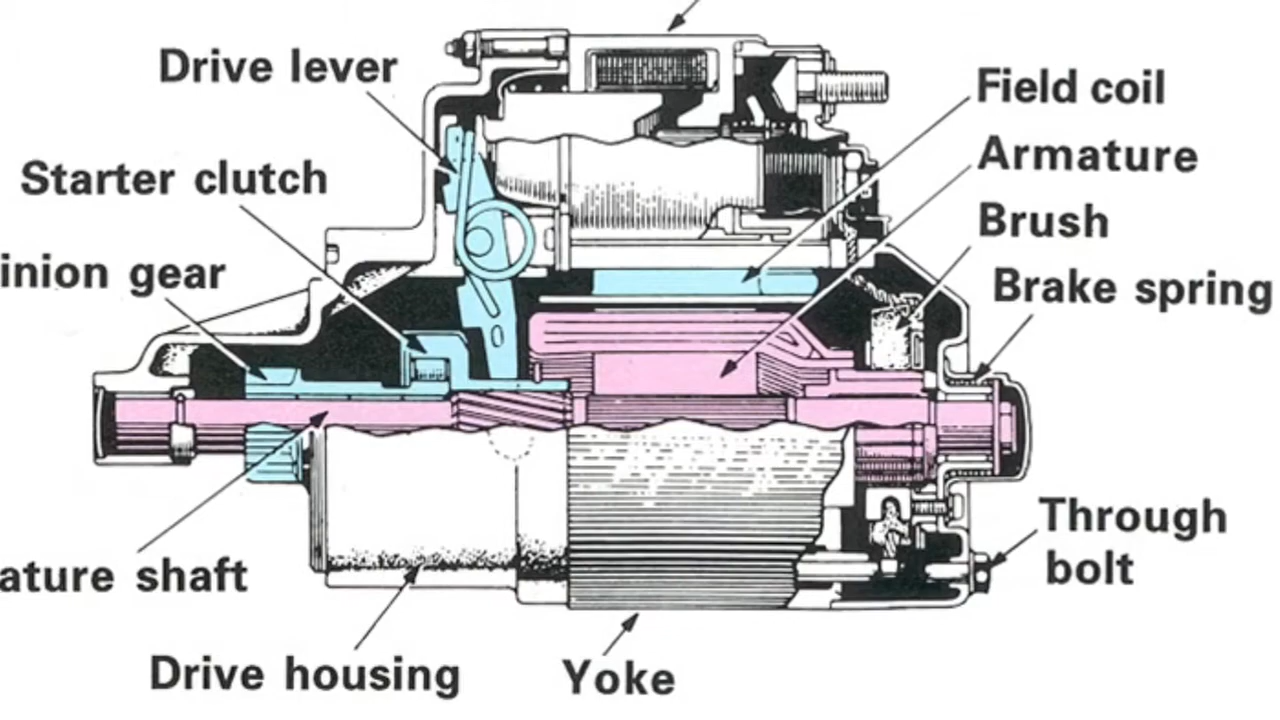 Drive lever
Field coil
Armature
Starter clutch
Brush
inion gear
Brake spring
Through
bolt
ature shaft
Drive housing
Yoke